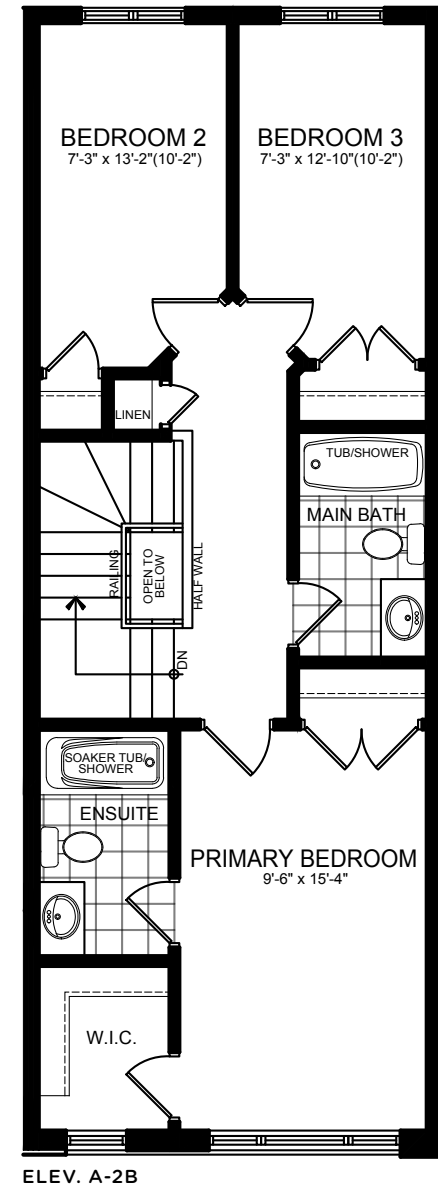 BEDROOM 2
7'-3" x 13'-2"(10'-2")
BEDROOM 3
7'-3" x 12'-10"(10'-2")
LINEN
TUB/SHOWER
MAIN BATH
RAILING
OPEN TO
BELOW
HALF WALL
DN
SOAKER TUB/
SHOWER
ENSUITE
PRIMARY BEDROOM
9'-6" x 15'-4"
W.I.C.
ELEV. A-2B